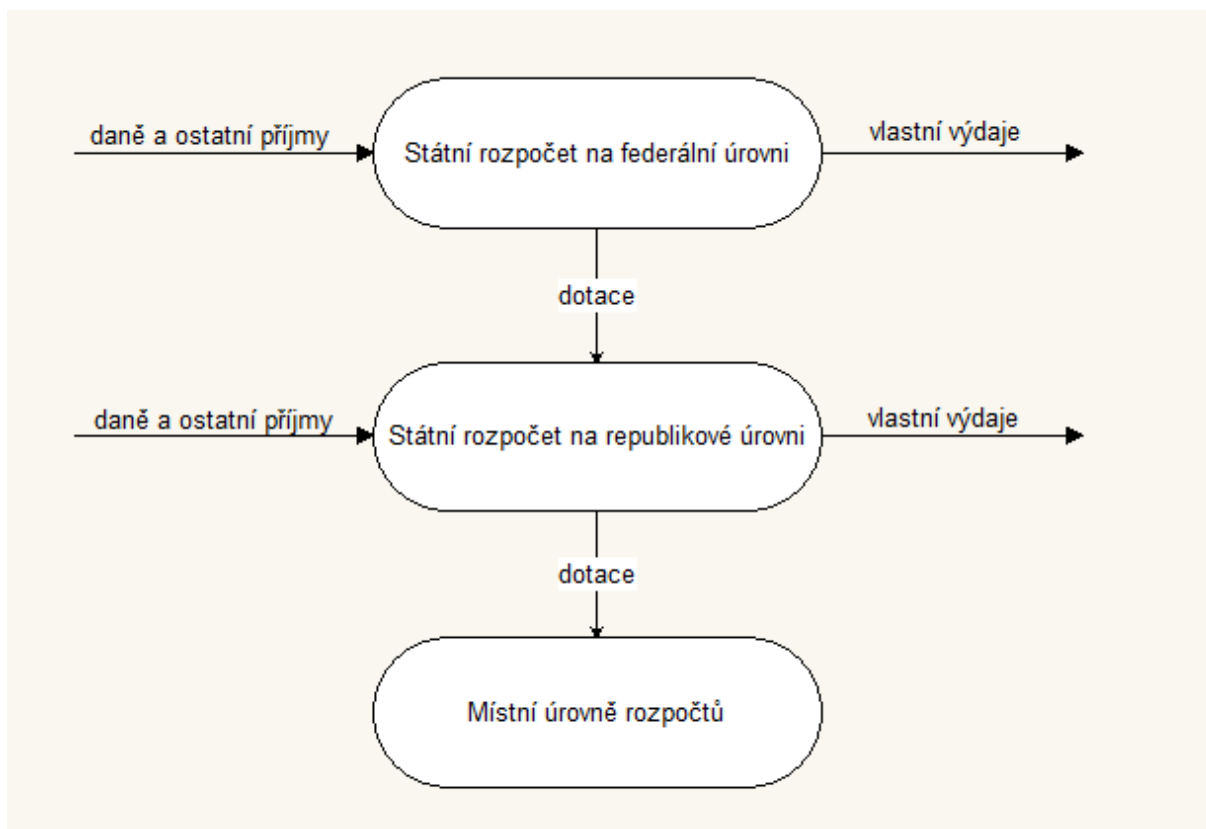 daně a ostatní příjmy
Státní rozpočet na federální úrovni
vlastní výdaje
dotace
daně a ostatní příjmy
Státní rozpočet na republikové úrovni
vlastní výdaje
dotace
Místní úrovně rozpočtů